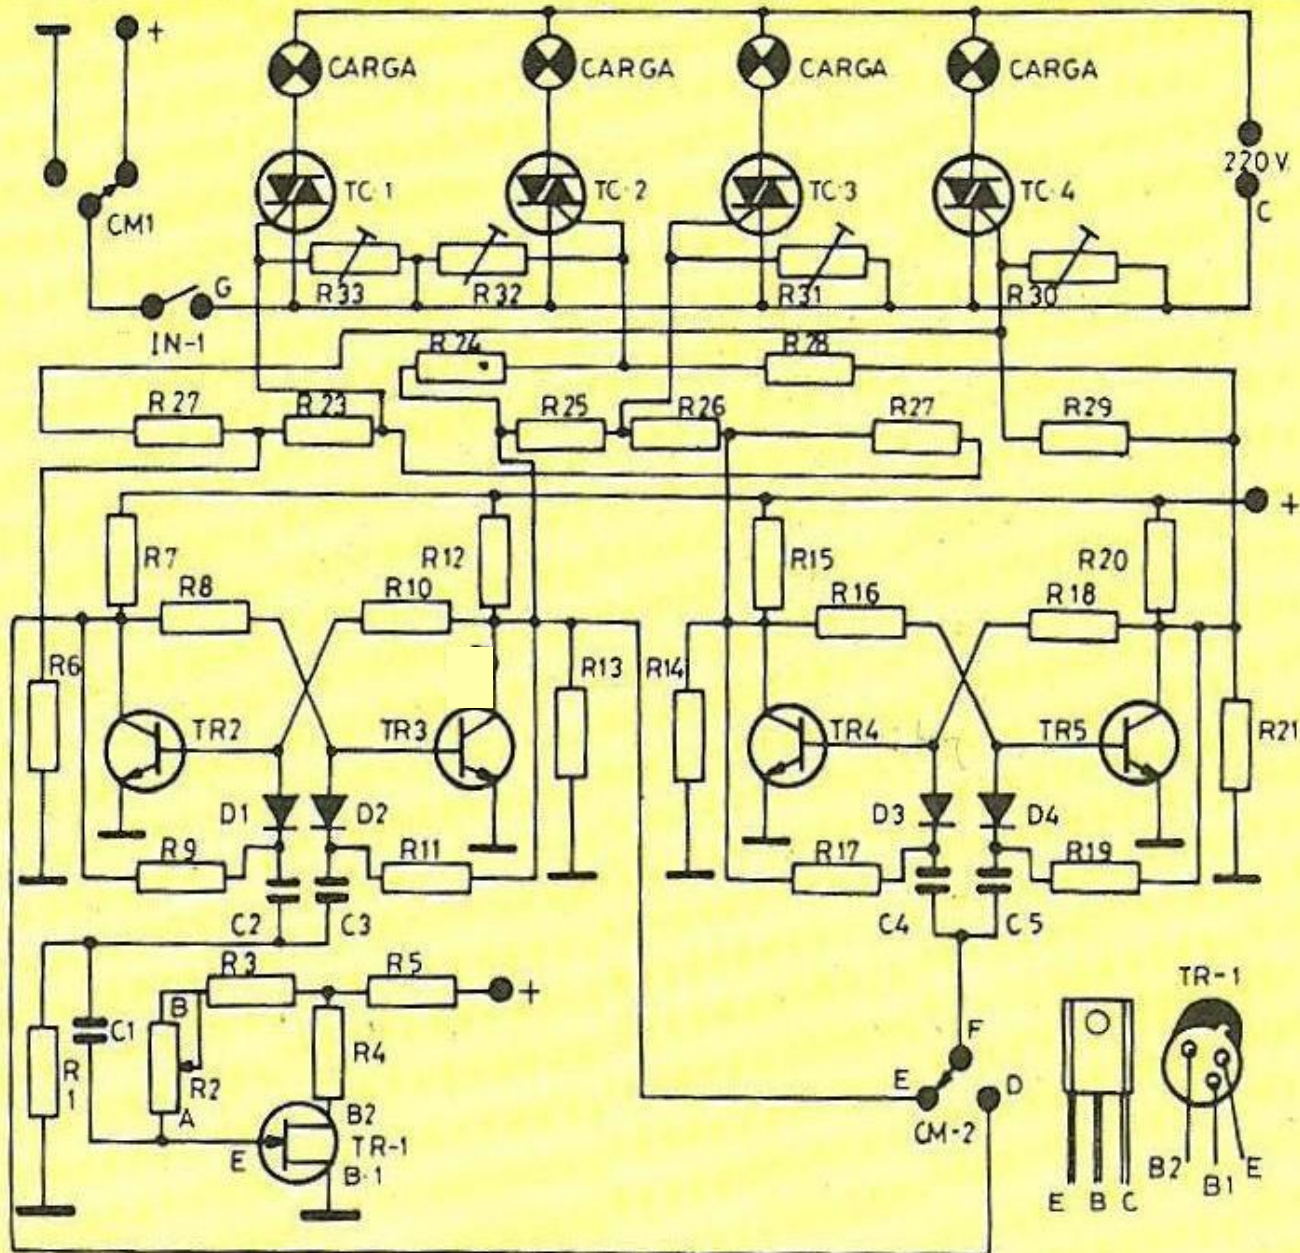 +
CARGA CARGA CARGA CARGA
220 V.
TC-1 TC-2 TC-3 TC-4
C
CM1
G
R33 R32 R31 R30
IN-1
R24 R28
R27 R23 R25 R26 R27 R29
+
R7 R12 R15 R20
R8 R10 R16 R18
R6 R13 R14
TR2 TR3 TR4 TR5 R21
D1 D2 D3 D4
R9 R11 R17 R19
C2 C3 C4 C5
R3 R5
TR-1
B +
C1
R4
F
R1 R2
E D
A B2
CM-2
TR-1
E B-1
B2 B1 E
E B C